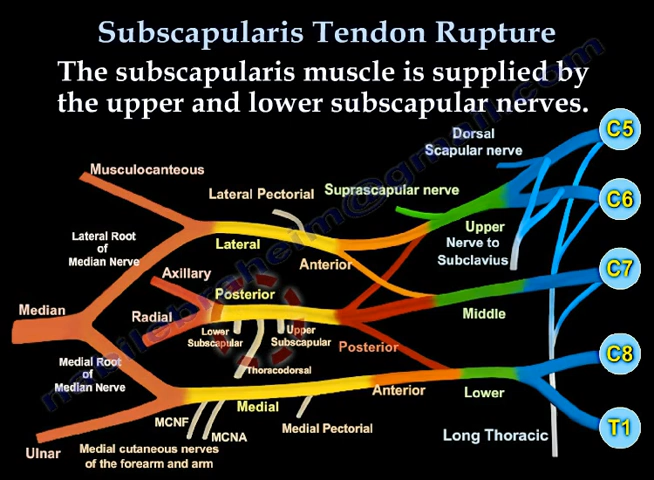 Subscapularis Tendon Rupture
The subscapularis muscle is supplied by
the upper and lower subscapular nerves.
C5
Dorsal
Scapular nerve
Musculocanteous
Lateral Pectorial
Suprascapular nerve
C6
Upper
Nerve to
Subclavius
Lateral Root
of
Median Nerve
Lateral
Anterior
Axillary
C7
Posterior
Median
Radial
Lower
Subscapular
Upper
Subscapular
Middle
Posterior
Thoracodorsal
C8
Medial Root
of
Median Nerve
Anterior
Lower
Medial
MCNF
MCNA
Medial Pectorial
Long Thoracic
T1
Ulnar
Medial cutaneous nerves
of the forearm and arm
nabilebraheim@gmail.com